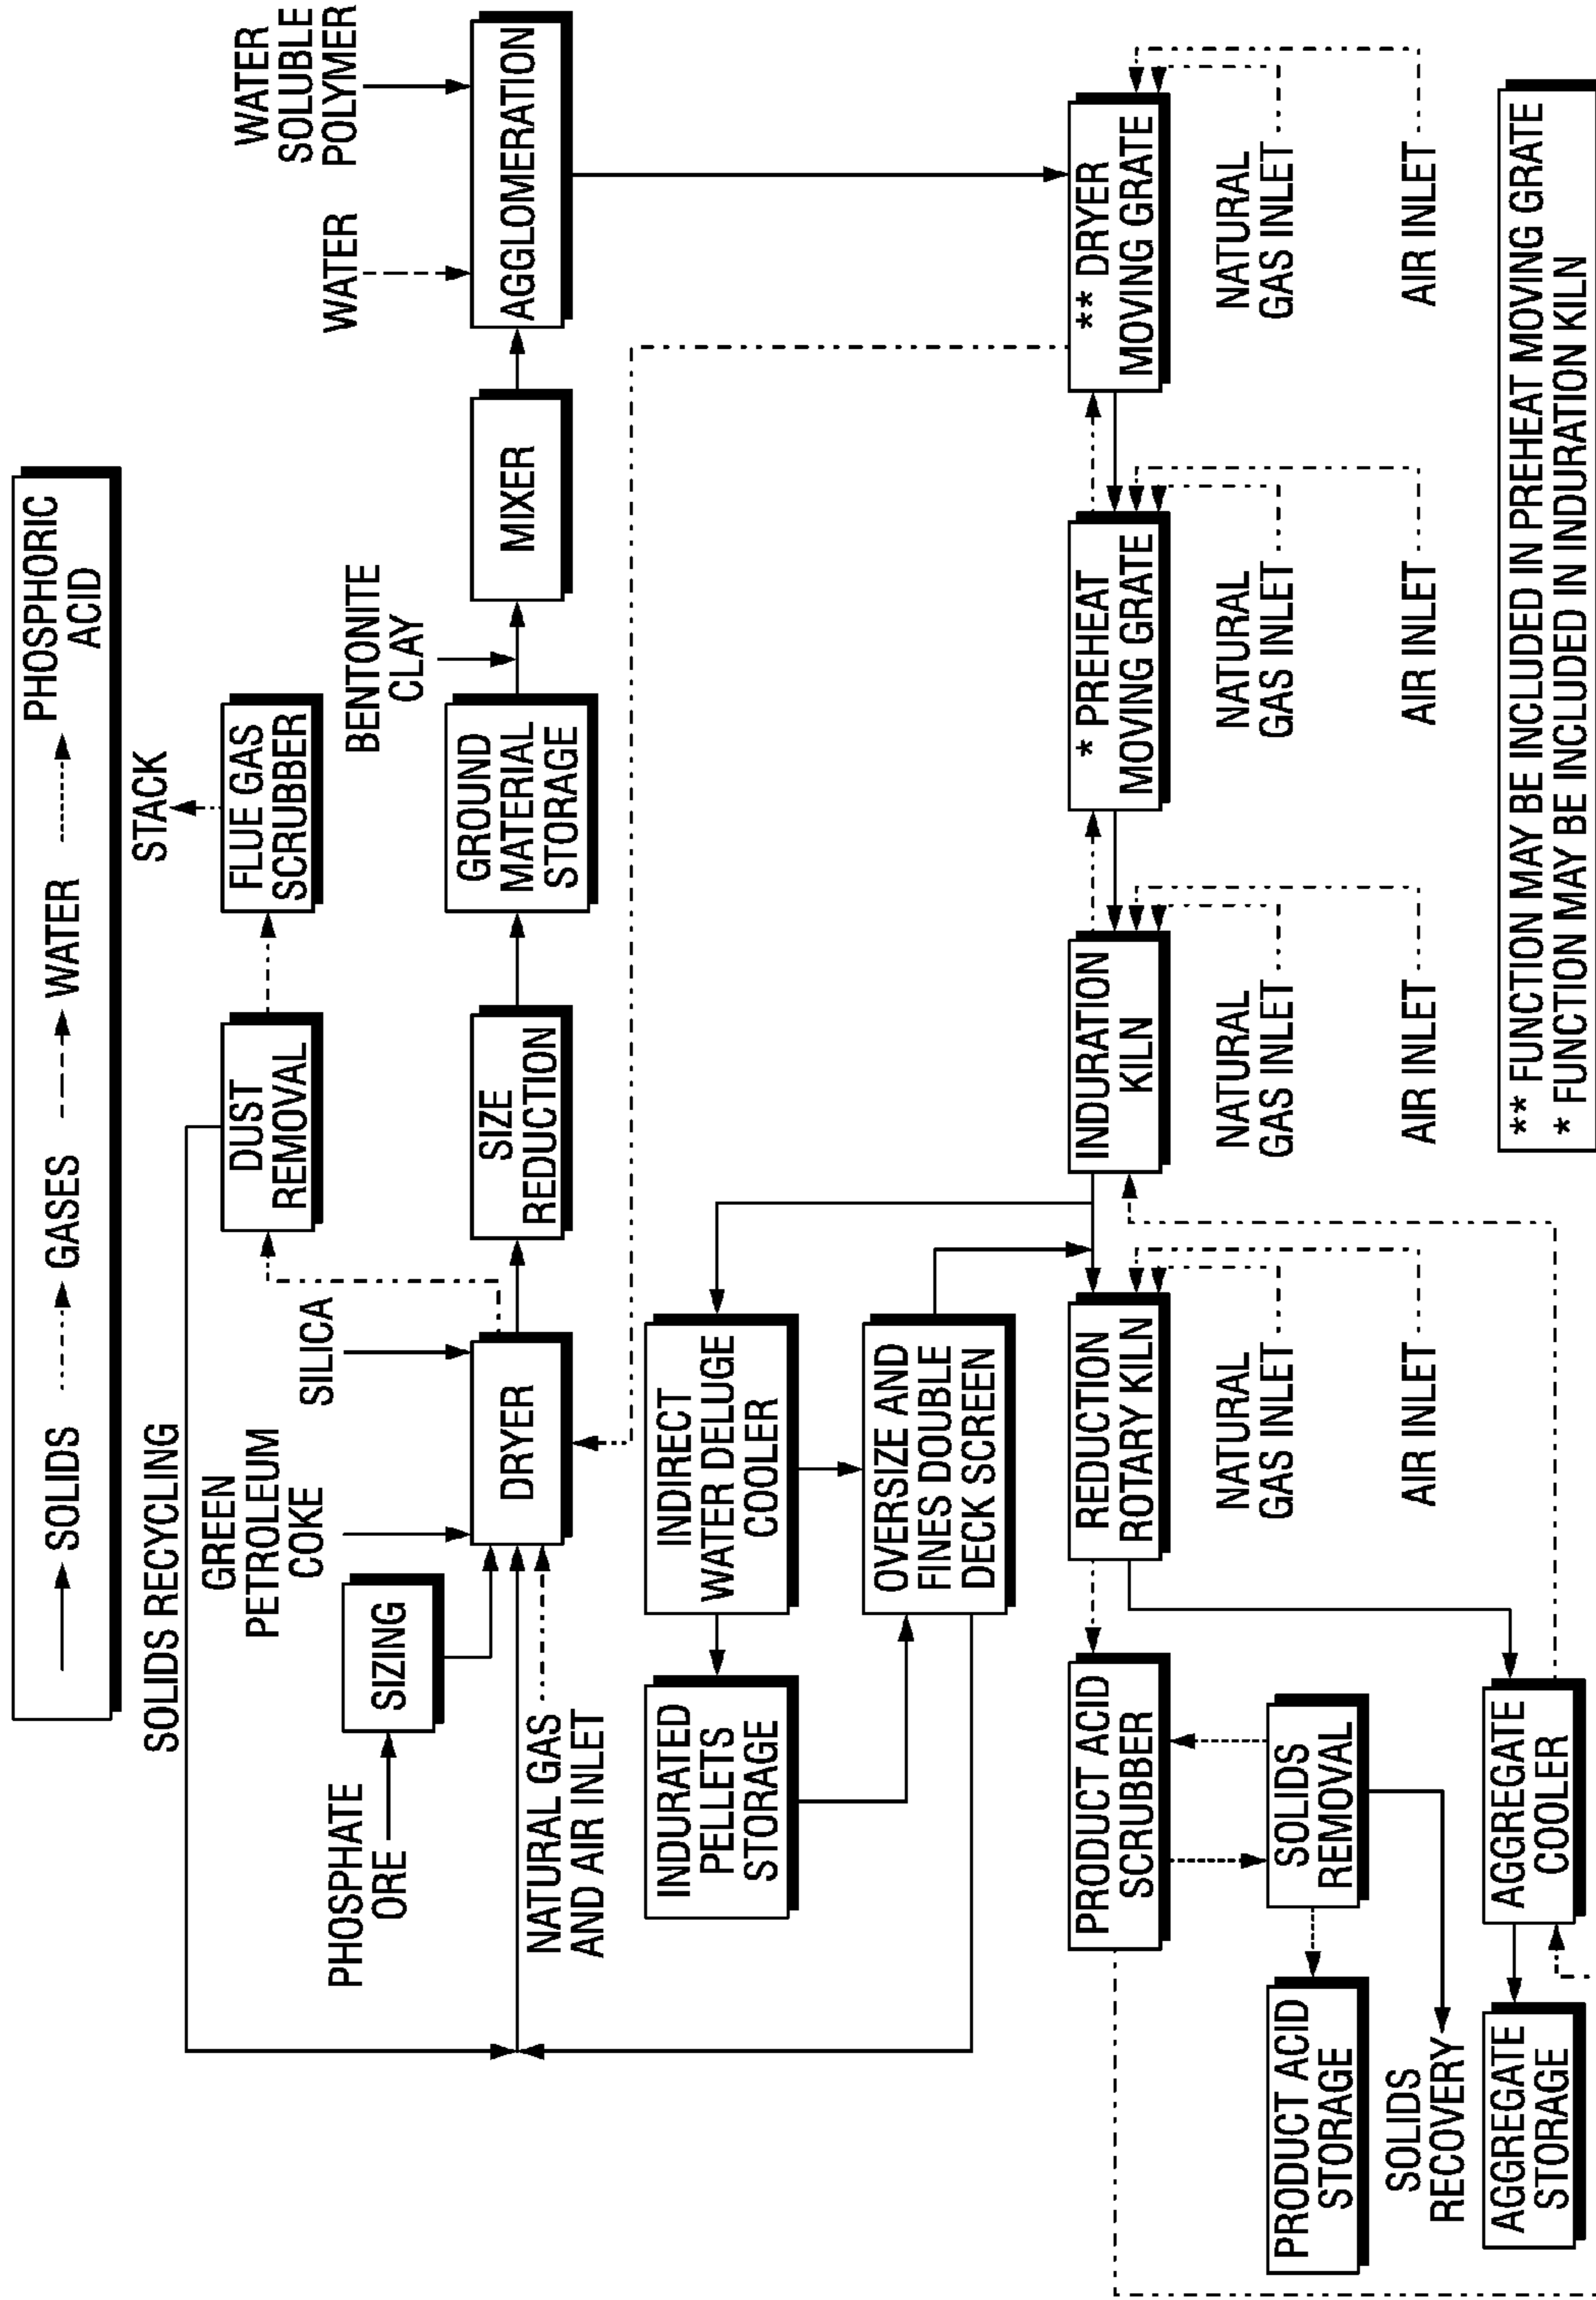 SOLIDS
GASES
WATER
PHOSPHORIC
ACID
SOLIDS RECYCLING
STACK
DUST
REMOVAL
FLUE GAS
SCRUBBER
GREEN
PETROLEUM
COKE
SILICA
PHOSPHATE
ORE
SIZING
NATURAL GAS
AND AIR INLET
DRYER
SIZE
REDUCTION
GROUND
MATERIAL
STORAGE
BENTONITE
CLAY
MIXER
WATER
WATER
SOLUBLE
POLYMER
AGGLOMERATION
INDURATED
PELLETS
STORAGE
INDIRECT
WATER DELUGE
COOLER
OVERSIZE AND
FINES DOUBLE
DECK SCREEN
PRODUCT ACID
SCRUBBER
REDUCTION
ROTARY KILN
INDURATION
KILN
* PREHEAT
MOVING GRATE
** DRYER
MOVING GRATE
NATURAL
GAS INLET
NATURAL
GAS INLET
NATURAL
GAS INLET
NATURAL
GAS INLET
AIR INLET
AIR INLET
AIR INLET
AIR INLET
PRODUCT ACID
STORAGE
SOLIDS
REMOVAL
SOLIDS
RECOVERY
AGGREGATE
STORAGE
AGGREGATE
COOLER
** FUNCTION MAY BE INCLUDED IN PREHEAT MOVING GRATE
* FUNCTION MAY BE INCLUDED IN INDURATION KILN